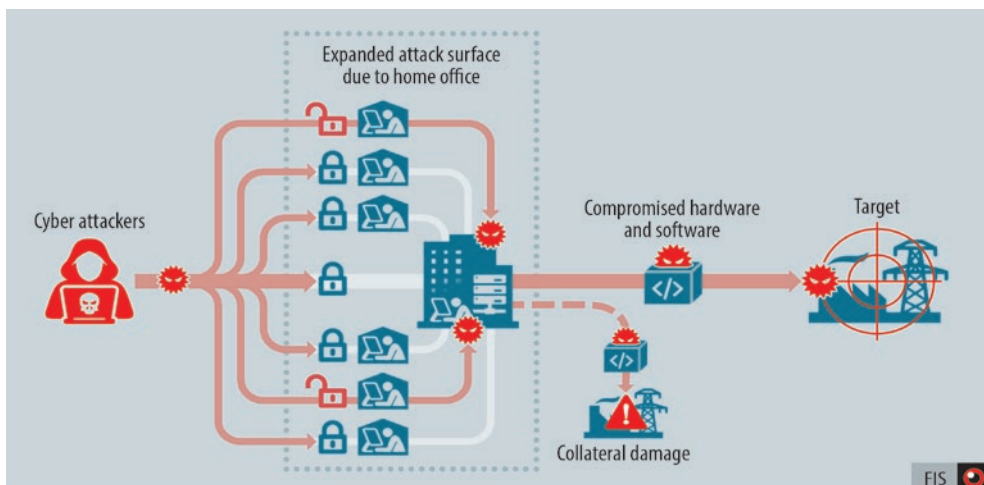 Expanded attack surface
due to home office
Cyber attackers
Compromised hardware
and software
Target
</>
</>
Collateral damage
FIS